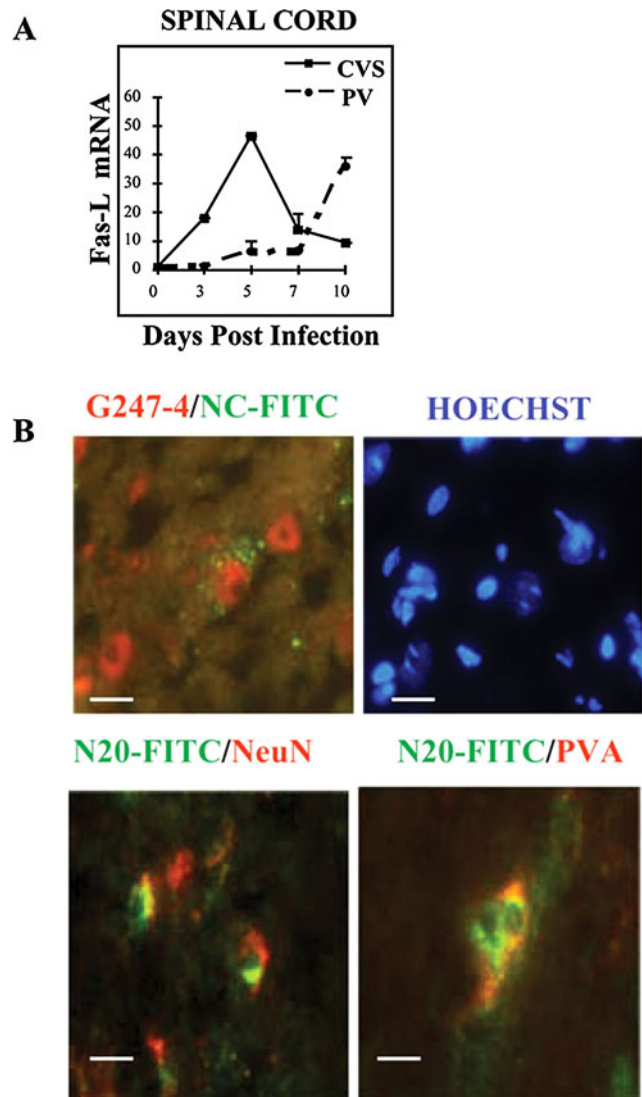 A
SPINAL CORD
CVS
PV
Fas-L mRNA
60
50
40
30
20
10
0
0 3 5 7 10
Days Post Infection
B
G247-4/NC-FITC
HOECHST
N20-FITC/NeuN
N20-FITC/PVA